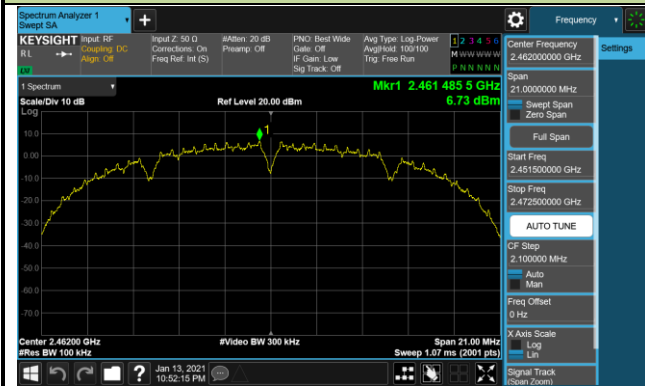 Spectrum Analyzer 1
Swept SA
Frequency
KEYSIGHT
RL
Input: RF
Coupling: DC
Align: Off
Input Z: 50 Ω
Corrections: On
Freq Ref: Int (S)
#Atten: 20 dB
Preamp: Off
PNO: Best Wide
Gate: Off
IF Gain: Low
Sig Track: Off
Avg Type: Log-Power
Avg|Hold: 100/100
Trig: Free Run
1 2 3 4 5 6
M W W W W W
P N N N N N
LW
1 Spectrum
Scale/Div 10 dB
Ref Level 20.00 dBm
Mkr1 2.461 485 5 GHz
6.73 dBm
Log
1
10.0
0.00
-10.0
-20.0
-30.0
-40.0
-50.0
-60.0
-70.0
Center 2.46200 GHz
#Res BW 100 kHz
#Video BW 300 kHz
Span 21.00 MHz
Sweep 1.07 ms (2001 pts)
Center Frequency
2.462000000 GHz
Settings
Span
21.0000000 MHz
Swept Span
Zero Span
Full Span
Start Freq
2.451500000 GHz
Stop Freq
2.472500000 GHz
AUTO TUNE
CF Step
2.100000 MHz
Auto
Man
Freq Offset
0 Hz
X Axis Scale
Log
Lin
Signal Track
(Span Zoom)
?
Jan 13, 2021
10:52:15 PM